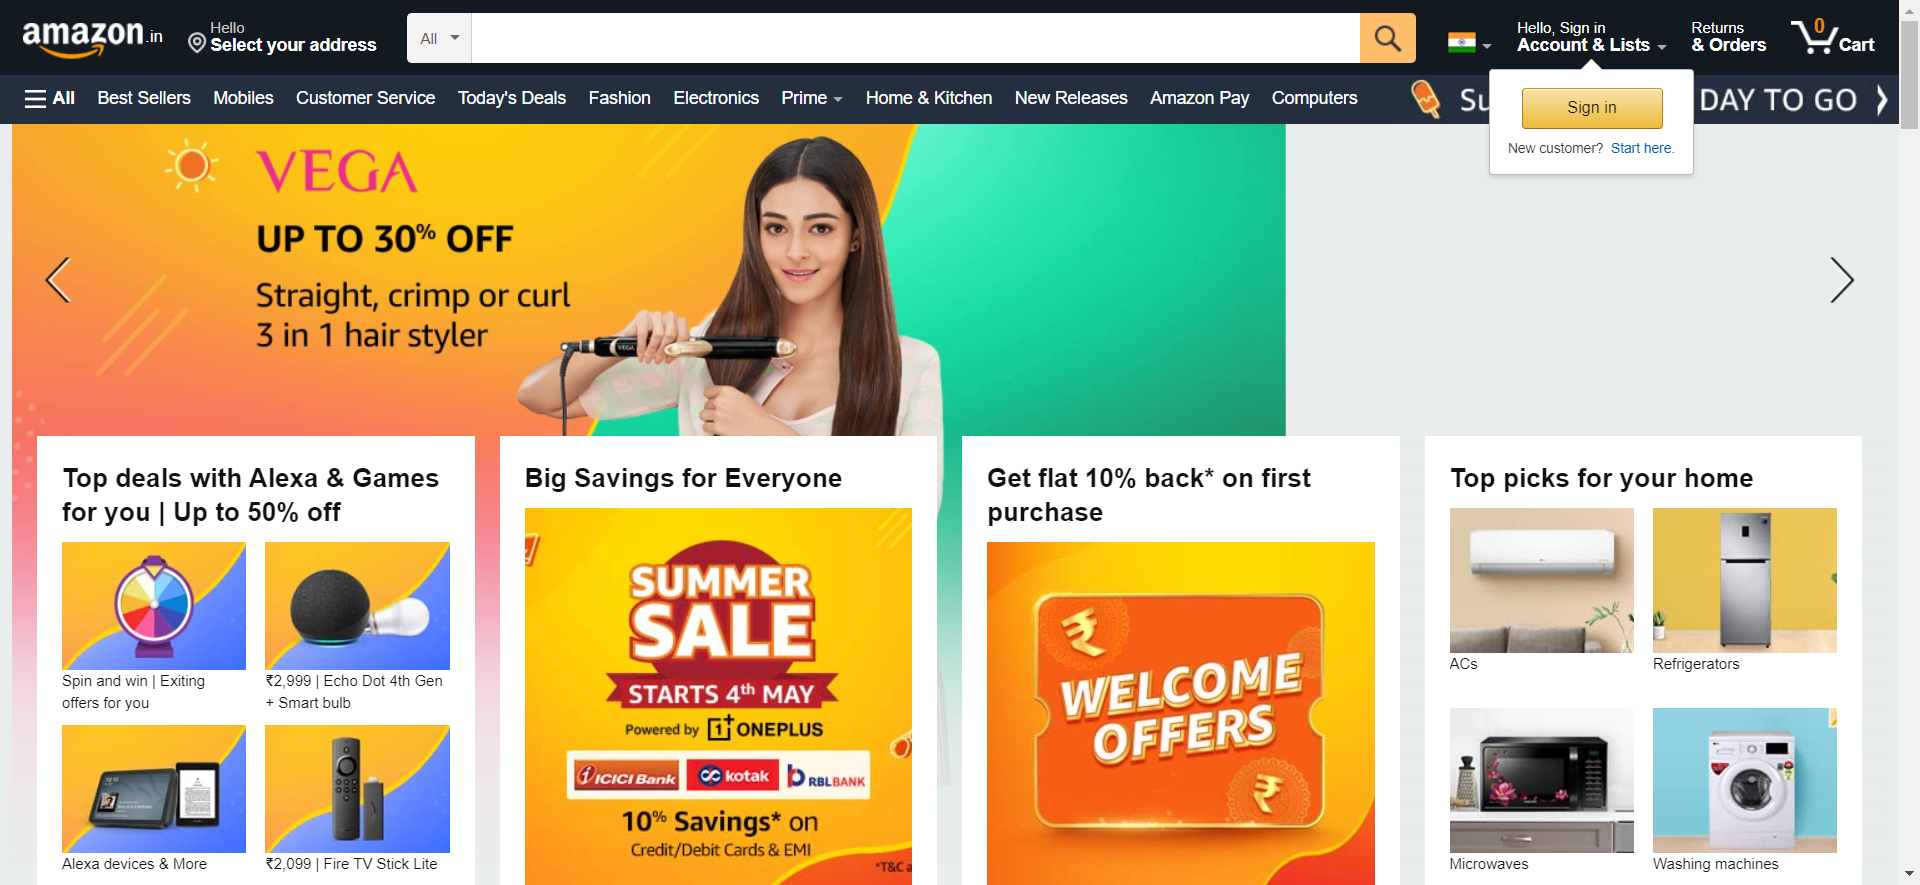 amazon.in
Hello
Select your address
All
Hello, Sign in
Account & Lists
Returns
& Orders
0
Cart
All
Best Sellers
Mobiles
Customer Service
Today's Deals
Fashion
Electronics
Prime
Home & Kitchen
New Releases
Amazon Pay
Computers
Su
DAY TO GO
Sign in
New customer? Start here.
VEGA
UP TO 30% OFF
Straight, crimp or curl
3 in 1 hair styler
VEGA
Top deals with Alexa & Games
for you | Up to 50% off
Spin and win | Exiting
offers for you
₹2,999 | Echo Dot 4th Gen
+ Smart bulb
Alexa devices & More
₹2,099 | Fire TV Stick Lite
Big Savings for Everyone
SUMMER
SALE
STARTS 4th MAY
Powered by ONEPLUS
ICICI Bank
kotak
RBLBANK
10% Savings* on
Credit/Debit Cards & EMI
*T&C a
Get flat 10% back* on first
purchase
₹
WELCOME
OFFERS
₹
Top picks for your home
ACs
Refrigerators
Microwaves
Washing machines